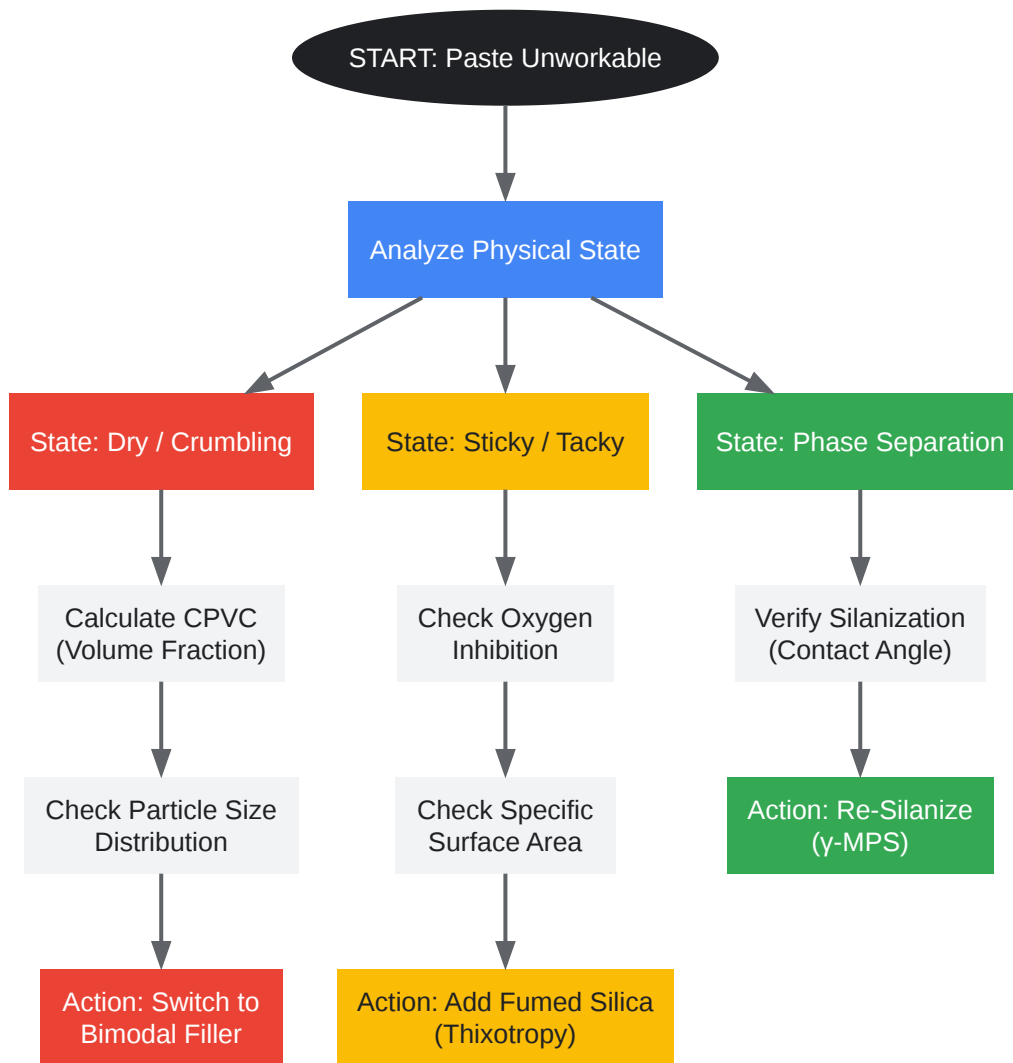 START: Paste Unworkable
Analyze Physical State
State: Dry / Crumbling
State: Sticky / Tacky
State: Phase Separation
Calculate CPVC
(Volume Fraction)
Check Oxygen
Inhibition
Verify Silanization
(Contact Angle)
Check Particle Size
Distribution
Check Specific
Surface Area
Action: Re-Silanize
(γ-MPS)
Action: Switch to
Bimodal Filler
Action: Add Fumed Silica
(Thixotropy)